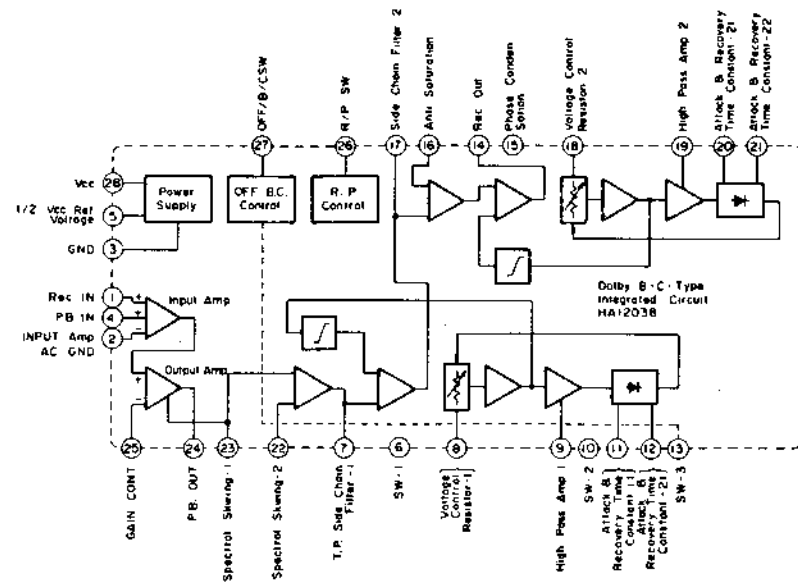 OFF/B/CSW
R/P SW
Side Chain Filter 2
Anti Saturation
Rec Out
Phase Conden
Sation
Voltage Control
Resistor 2
High Pass Amp 2
Attack & Recovery
Time Constant-21
Attack & Recovery
Time Constant-22
27
26
17
16
14
15
18
19
20
21
Vcc
28
Power
Supply
OFF B.C.
Control
R.P
Control
1/2 Vcc Ref
Voltage
5
GND
3
Dolby B·C·Type
Integrated Circuit
HA12038
Rec IN
1
+
Input Amp
PB IN
4
+
INPUT Amp
AC GND
2
-
Output Amp
+
-
25
24
23
22
7
6
8
9
10
11
12
13
GAIN CONT
P.B. OUT
Spectral Skwing-1
Spectral Skwing-2
T.P. Side Chain
Filter-1
SW-1
Voltage
Control
Resistor-1
High Pass Amp 1
SW-2
Attack &
Recovery Time
Constant-11
Attack &
Recovery Time
Constant-21
SW-3